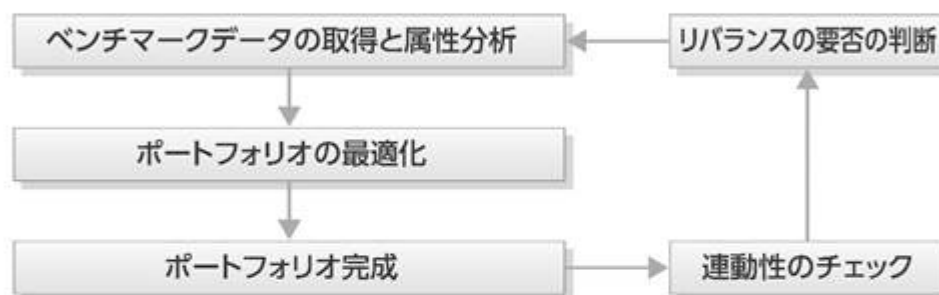 ベンチマークデータの取得と属性分析
リバランスの要否の判断
ポートフォリオの最適化
ポートフォリオ完成
連動性のチェック